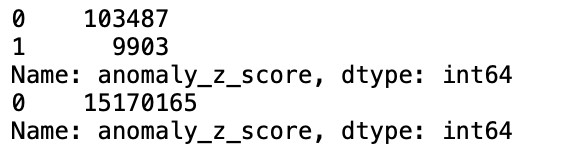 0    103487
1      9903
Name: anomaly_z_score, dtype: int64
0    15170165
Name: anomaly_z_score, dtype: int64